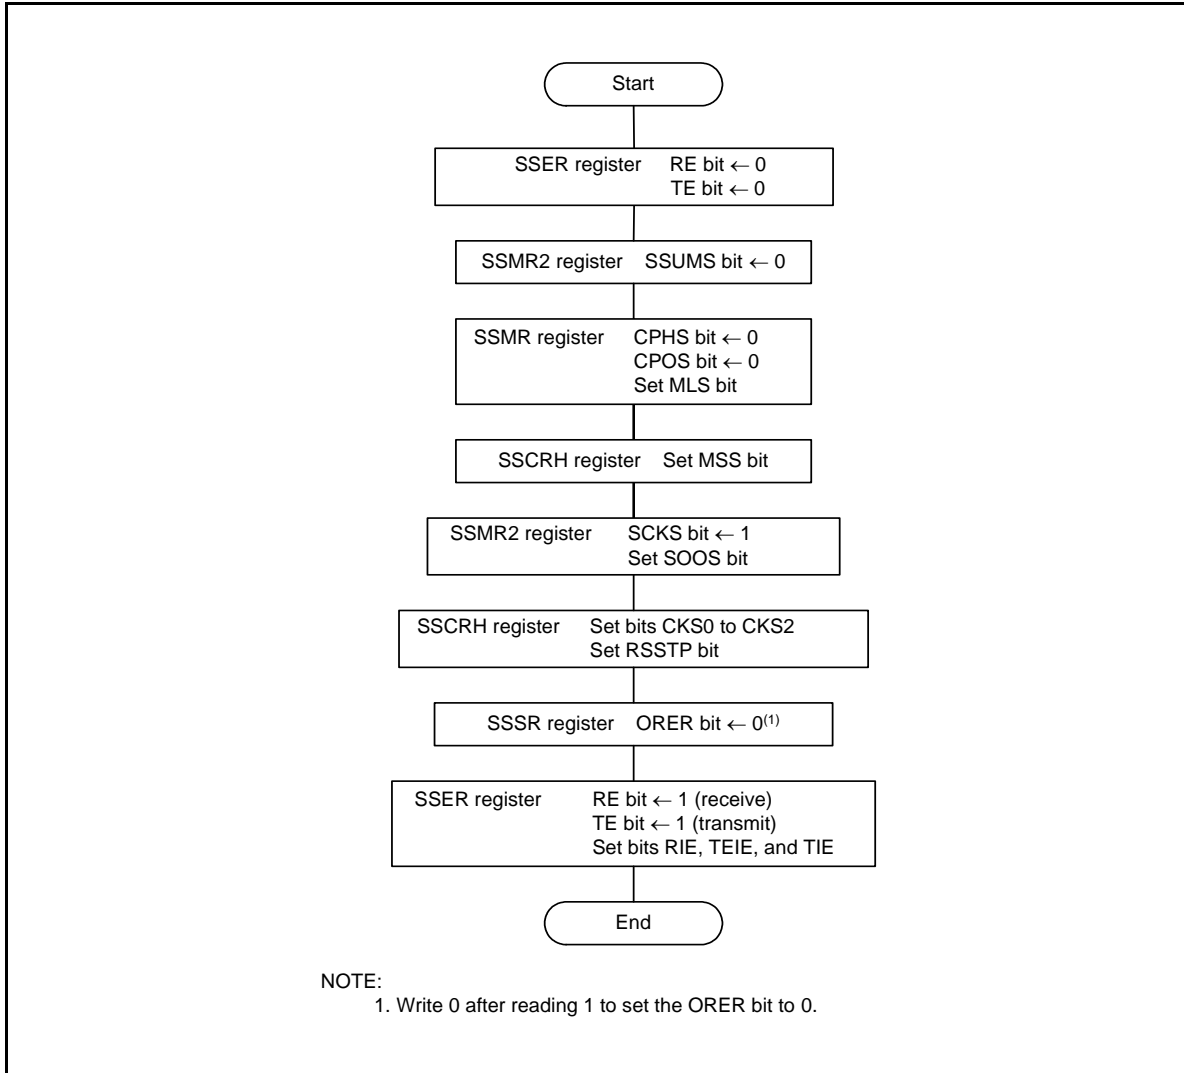 Start
SSER register RE bit ← 0
TE bit ← 0
SSMR2 register SSUMS bit ← 0
SSMR register CPHS bit ← 0
CPOS bit ← 0
Set MLS bit
SSCRH register Set MSS bit
SSMR2 register SCKS bit ← 1
Set SOOS bit
SSCRH register Set bits CKS0 to CKS2
Set RSSTP bit
SSSR register ORER bit ← 0(1)
SSER register RE bit ← 1 (receive)
TE bit ← 1 (transmit)
Set bits RIE, TEIE, and TIE
End
NOTE:
1. Write 0 after reading 1 to set the ORER bit to 0.